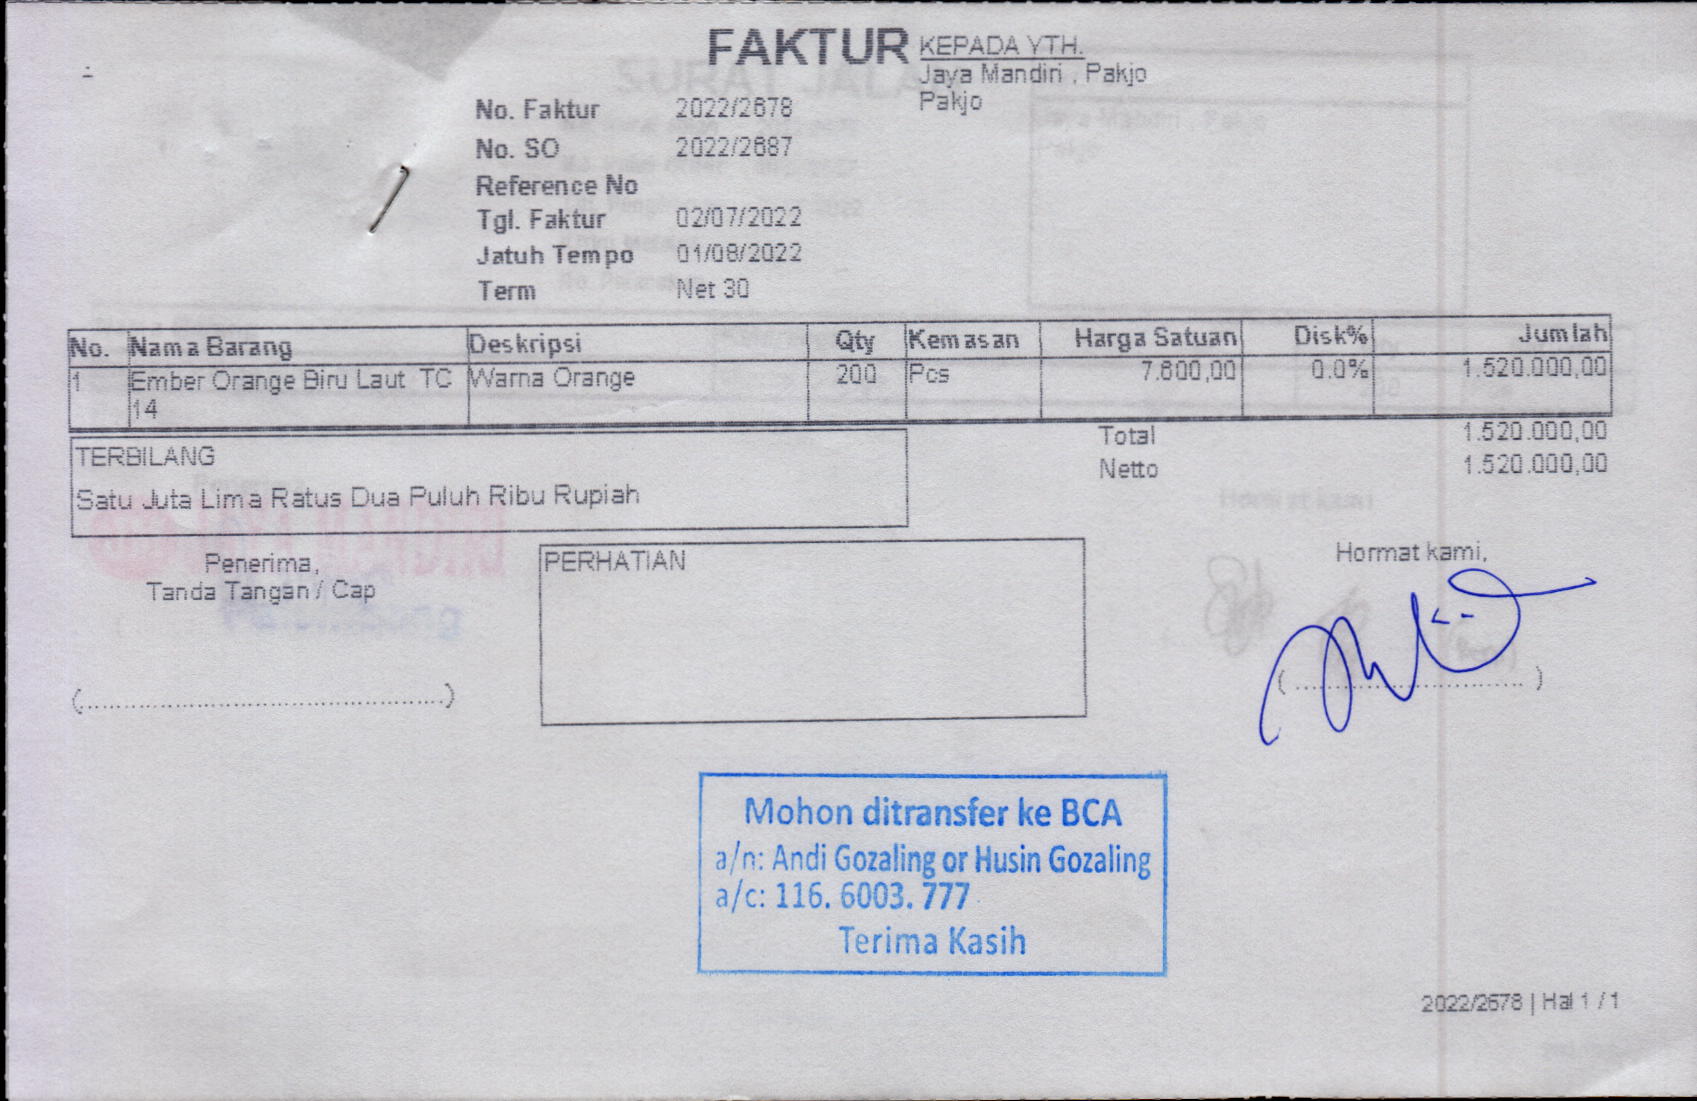 FAKTUR
KEPADA YTH.
Jaya Mandiri , Pakjo
Pakjo
No. Faktur 2022/2678
No. SO 2022/2687
Reference No
Tgl. Faktur 02/07/2022
Jatuh Tempo 01/08/2022
Term Net 30
No. Nama Barang Deskripsi Qty Kemasan Harga Satuan Disk% Jumlah
1 Ember Orange Biru Laut TC Warna Orange 200 Pcs 7.600,00 0.0% 1.520.000,00
14
Total 1.520.000,00
Netto 1.520.000,00
TERBILANG
Satu Juta Lima Ratus Dua Puluh Ribu Rupiah
Penerima,
Tanda Tangan / Cap
(..............................................)
PERHATIAN
Hormat kami,
( ................................ )
Mohon ditransfer ke BCA
a/n: Andi Gozaling or Husin Gozaling
a/c: 116. 6003. 777
Terima Kasih
2022/2678 | Hal 1 / 1